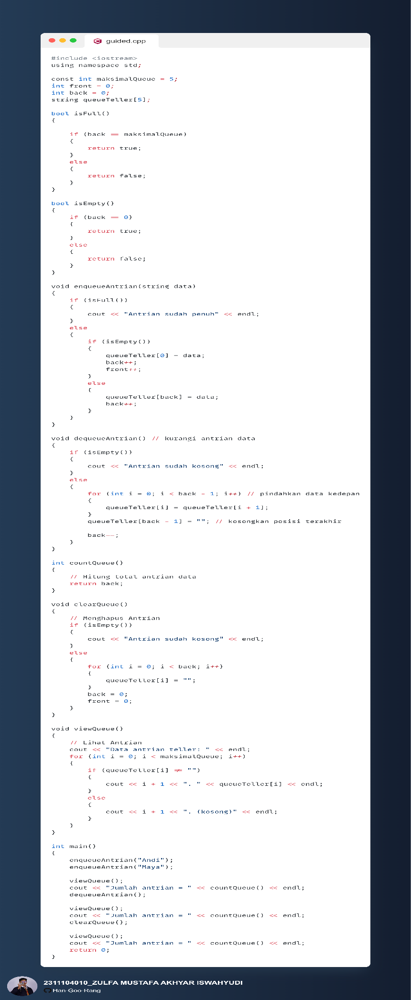 guided.cpp
#include <iostream>
using namespace std;

const int maksimalQueue = 5;
int front = 0;
int back = 0;
string queueTeller[5];

bool isFull()
{

    if (back == maksimalQueue)
    {
        return true;
    }
    else
    {
        return false;
    }
}

bool isEmpty()
{
    if (back == 0)
    {
        return true;
    }
    else
    {
        return false;
    }
}

void enqueueAntrian(string data)
{
    if (isFull())
    {
        cout << "Antrian sudah penuh" << endl;
    }
    else
    {
        if (isEmpty())
        {
            queueTeller[0] = data;
            back++;
            front++;
        }
        else
        {
            queueTeller[back] = data;
            back++;
        }
    }
}

void dequeueAntrian() // kurangi antrian data
{
    if (isEmpty())
    {
        cout << "Antrian sudah kosong" << endl;
    }
    else
    {
        for (int i = 0; i < back - 1; i++) // pindahkan data kedepan
        {
            queueTeller[i] = queueTeller[i + 1];
        }
        queueTeller[back - 1] = ""; // kosongkan posisi terakhir

        back--;
    }
}

int countQueue()
{
    // Hitung total antrian data
    return back;
}

void clearQueue()
{
    // Menghapus Antrian
    if (isEmpty())
    {
        cout << "Antrian sudah kosong" << endl;
    }
    else
    {
        for (int i = 0; i < back; i++)
        {
            queueTeller[i] = "";
        }
        back = 0;
        front = 0;
    }
}

void viewQueue()
{
    // Lihat Antrian
    cout << "Data antrian teller: " << endl;
    for (int i = 0; i < maksimalQueue; i++)
    {
        if (queueTeller[i] != "")
        {
            cout << i + 1 << ". " << queueTeller[i] << endl;
        }
        else
        {
            cout << i + 1 << ". (kosong)" << endl;
        }
    }
}

int main()
{
    enqueueAntrian("Andi");
    enqueueAntrian("Maya");

    viewQueue();
    cout << "Jumlah antrian = " << countQueue() << endl;
    dequeueAntrian();

    viewQueue();
    cout << "Jumlah antrian = " << countQueue() << endl;
    clearQueue();

    viewQueue();
    cout << "Jumlah antrian = " << countQueue() << endl;
    return 0;
}
2311104010_ZULFA MUSTAFA AKHYAR ISWAHYUDI
Han-Goo-Rang